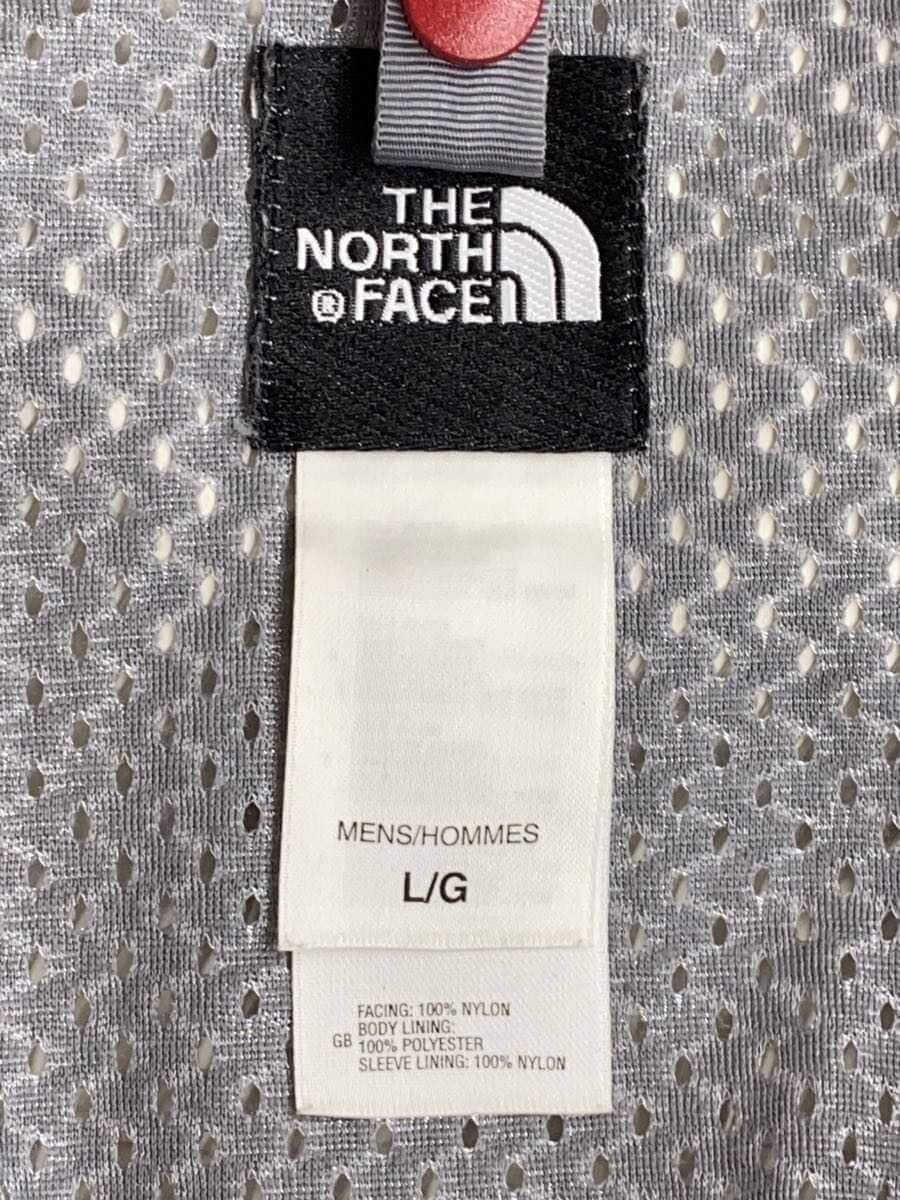 THE
NORTH
® FACE
MENS/HOMMES
L/G
FACING: 100% NYLON
BODY LINING:
GB 100% POLYESTER
SLEEVE LINING: 100% NYLON